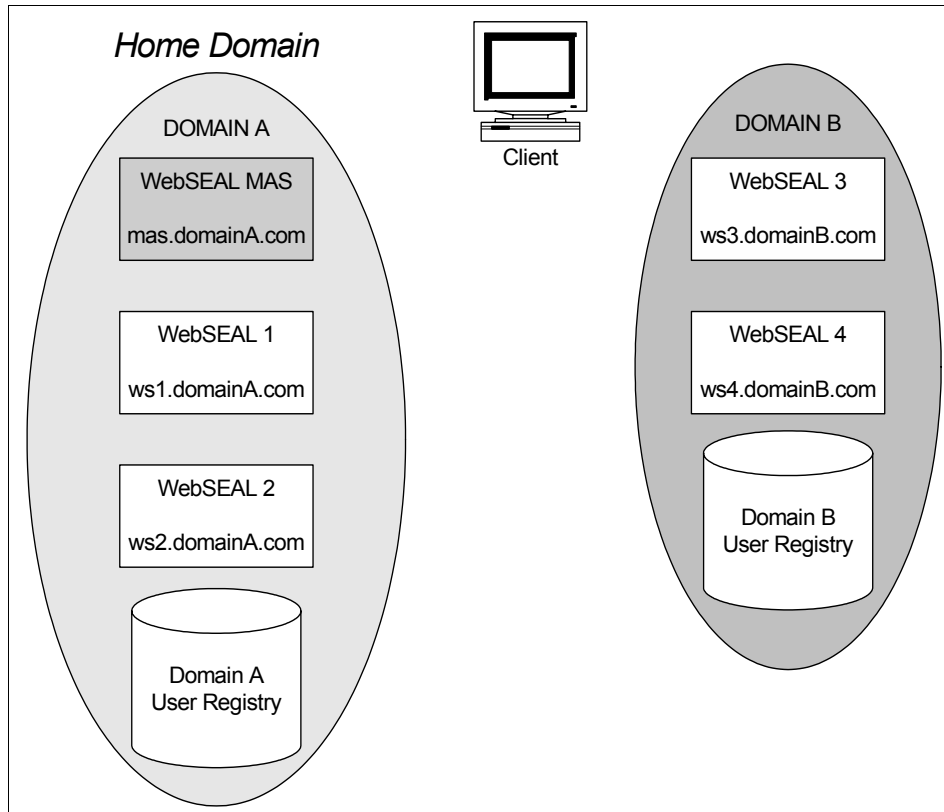 Home Domain
DOMAIN A
WebSEAL MAS
mas.domainA.com
WebSEAL 1
ws1.domainA.com
WebSEAL 2
ws2.domainA.com
Domain A
User Registry
Client
DOMAIN B
WebSEAL 3
ws3.domainB.com
WebSEAL 4
ws4.domainB.com
Domain B
User Registry